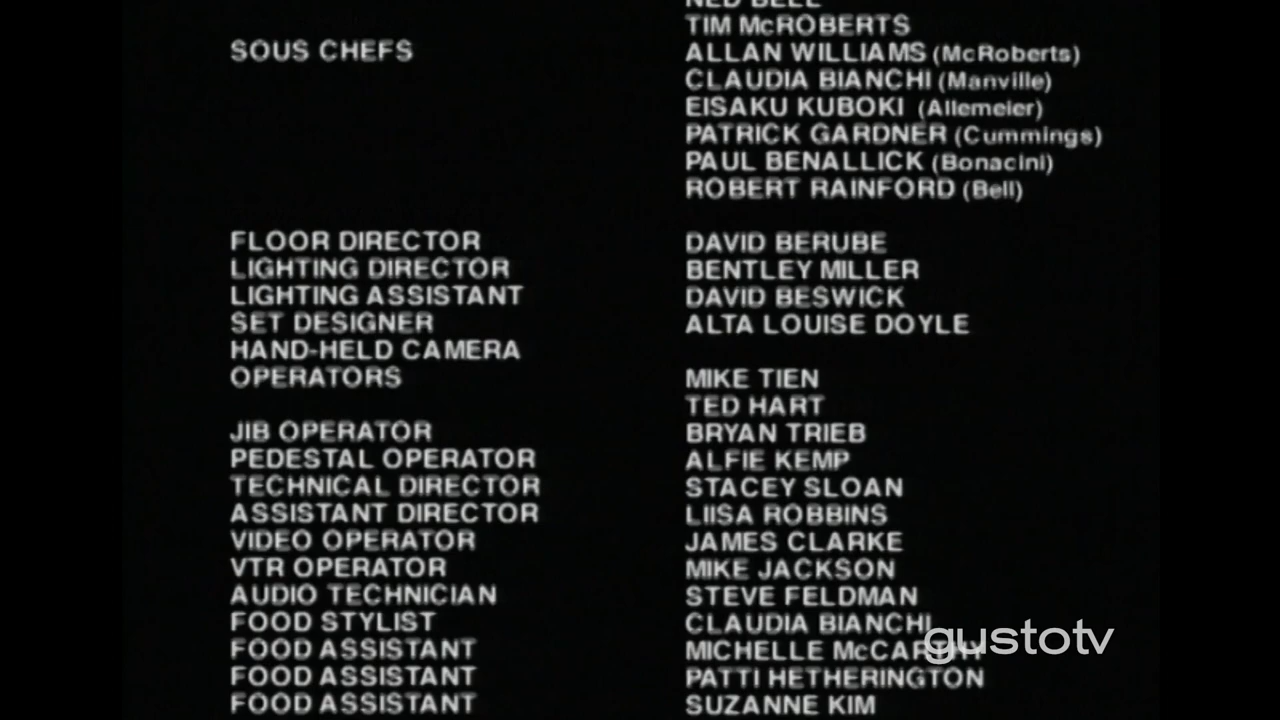 NED BELL
TIM McROBERTS
SOUS CHEFS ALLAN WILLIAMS (McRoberts)
CLAUDIA BIANCHI (Manville)
EISAKU KUBOKI (Allemeier)
PATRICK GARDNER (Cummings)
PAUL BENALLICK (Bonacini)
ROBERT RAINFORD (Bell)
FLOOR DIRECTOR DAVID BERUBE
LIGHTING DIRECTOR BENTLEY MILLER
LIGHTING ASSISTANT DAVID BESWICK
SET DESIGNER ALTA LOUISE DOYLE
HAND-HELD CAMERA
OPERATORS MIKE TIEN
TED HART
JIB OPERATOR BRYAN TRIEB
PEDESTAL OPERATOR ALFIE KEMP
TECHNICAL DIRECTOR STACEY SLOAN
ASSISTANT DIRECTOR LIISA ROBBINS
VIDEO OPERATOR JAMES CLARKE
VTR OPERATOR MIKE JACKSON
AUDIO TECHNICIAN STEVE FELDMAN
FOOD STYLIST CLAUDIA BIANCHI
FOOD ASSISTANT MICHELLE McCARTHY
FOOD ASSISTANT PATTI HETHERINGTON
FOOD ASSISTANT SUZANNE KIM
gustotv